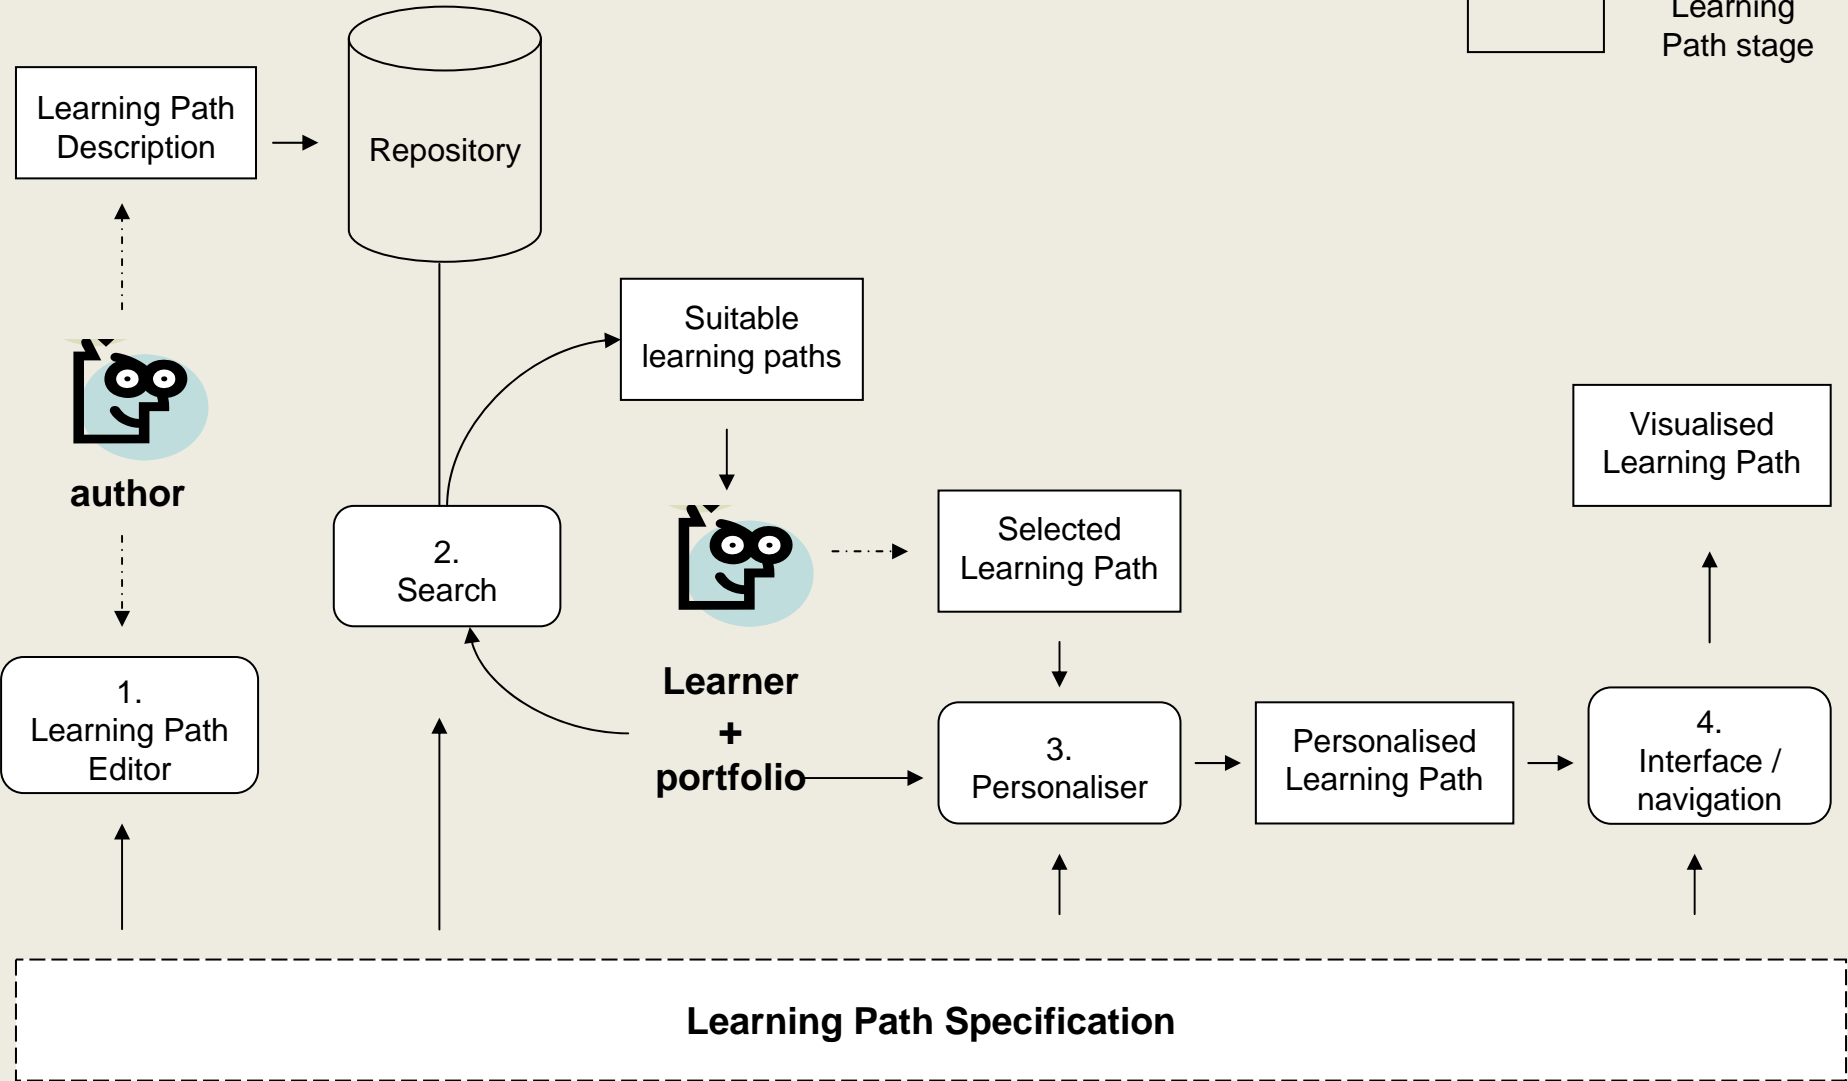 Learning
Path stage
Learning Path
Description
Repository
Suitable
learning paths
Visualised
Learning Path
author
2.
Search
Selected
Learning Path
Learner
+
portfolio
1.
Learning Path
Editor
3.
Personaliser
Personalised
Learning Path
4.
Interface /
navigation
Learning Path Specification